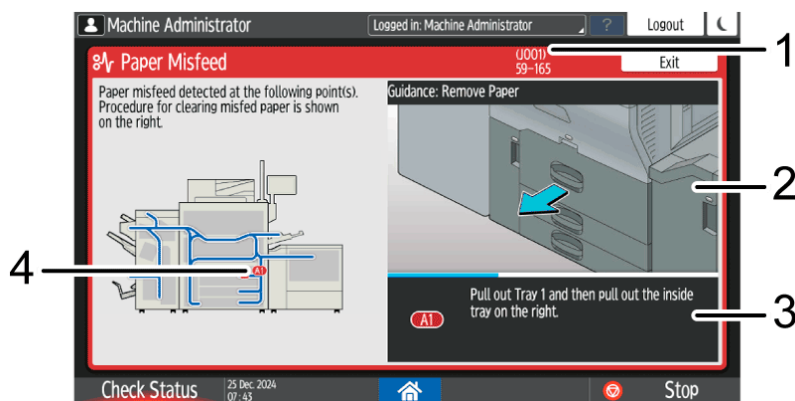 Machine Administrator
Logged in: Machine Administrator
?
Logout
Paper Misfeed
(J001)
59-165
Exit
1
Paper misfeed detected at the following point(s).
Procedure for clearing misfed paper is shown
on the right.
Guidance: Remove Paper
2
4
A1
A1
Pull out Tray 1 and then pull out the inside
tray on the right.
3
Check Status
25 Dec. 2024
07:43
Stop